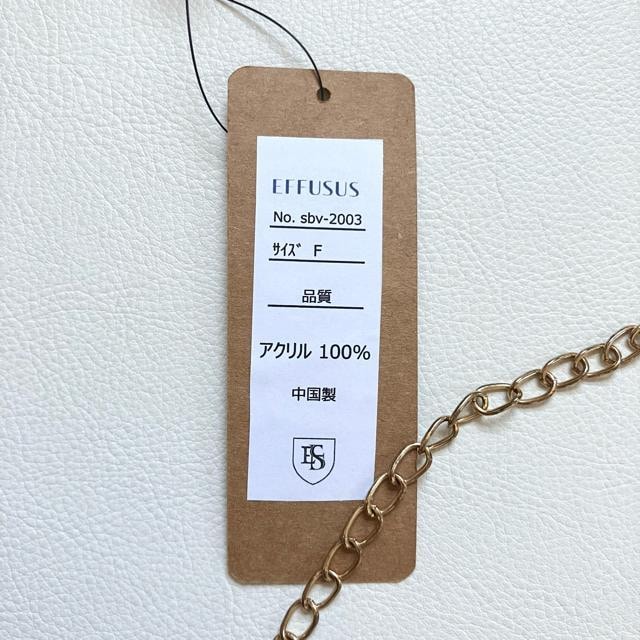 EFFUSUS
No. sbv-2003
ｻｲｽﾞ F
品質
アクリル 100%
中国製
ES